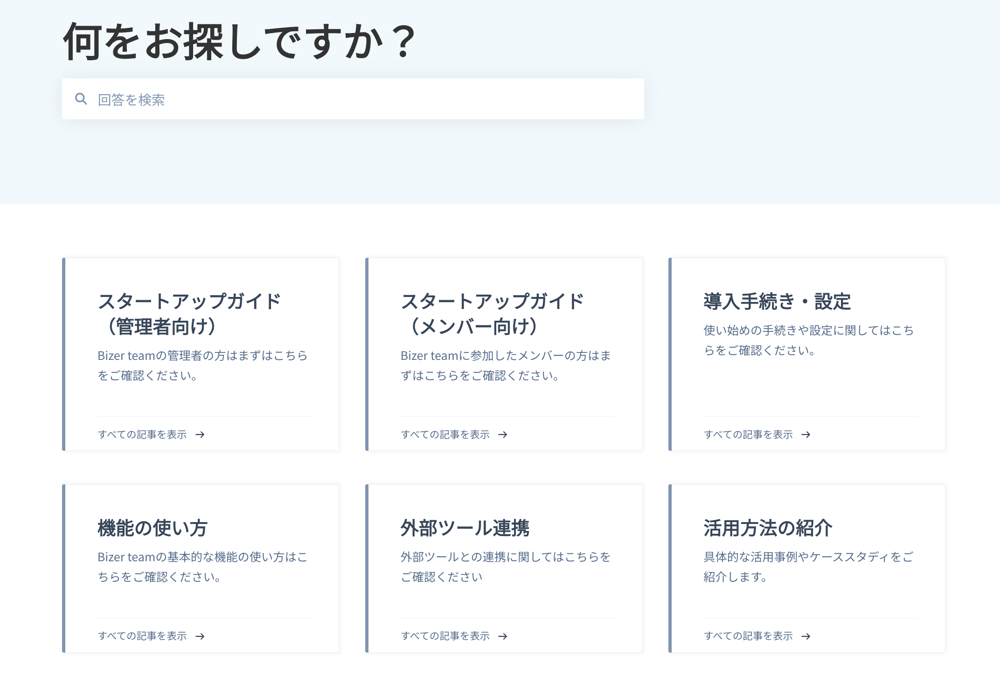 何をお探しですか？
回答を検索
スタートアップガイド
（管理者向け）
Bizer teamの管理者の方はまずはこちら
をご確認ください。
すべての記事を表示 →
スタートアップガイド
（メンバー向け）
Bizer teamに参加したメンバーの方はま
ずはこちらをご確認ください。
すべての記事を表示 →
導入手続き・設定
使い始めの手続きや設定に関してはこち
らをご確認ください。
すべての記事を表示 →
機能の使い方
Bizer teamの基本的な機能の使い方はこ
ちらをご確認ください。
すべての記事を表示 →
外部ツール連携
外部ツールとの連携に関してはこちらを
ご確認ください
すべての記事を表示 →
活用方法の紹介
具体的な活用事例やケーススタディをご
紹介します。
すべての記事を表示 →